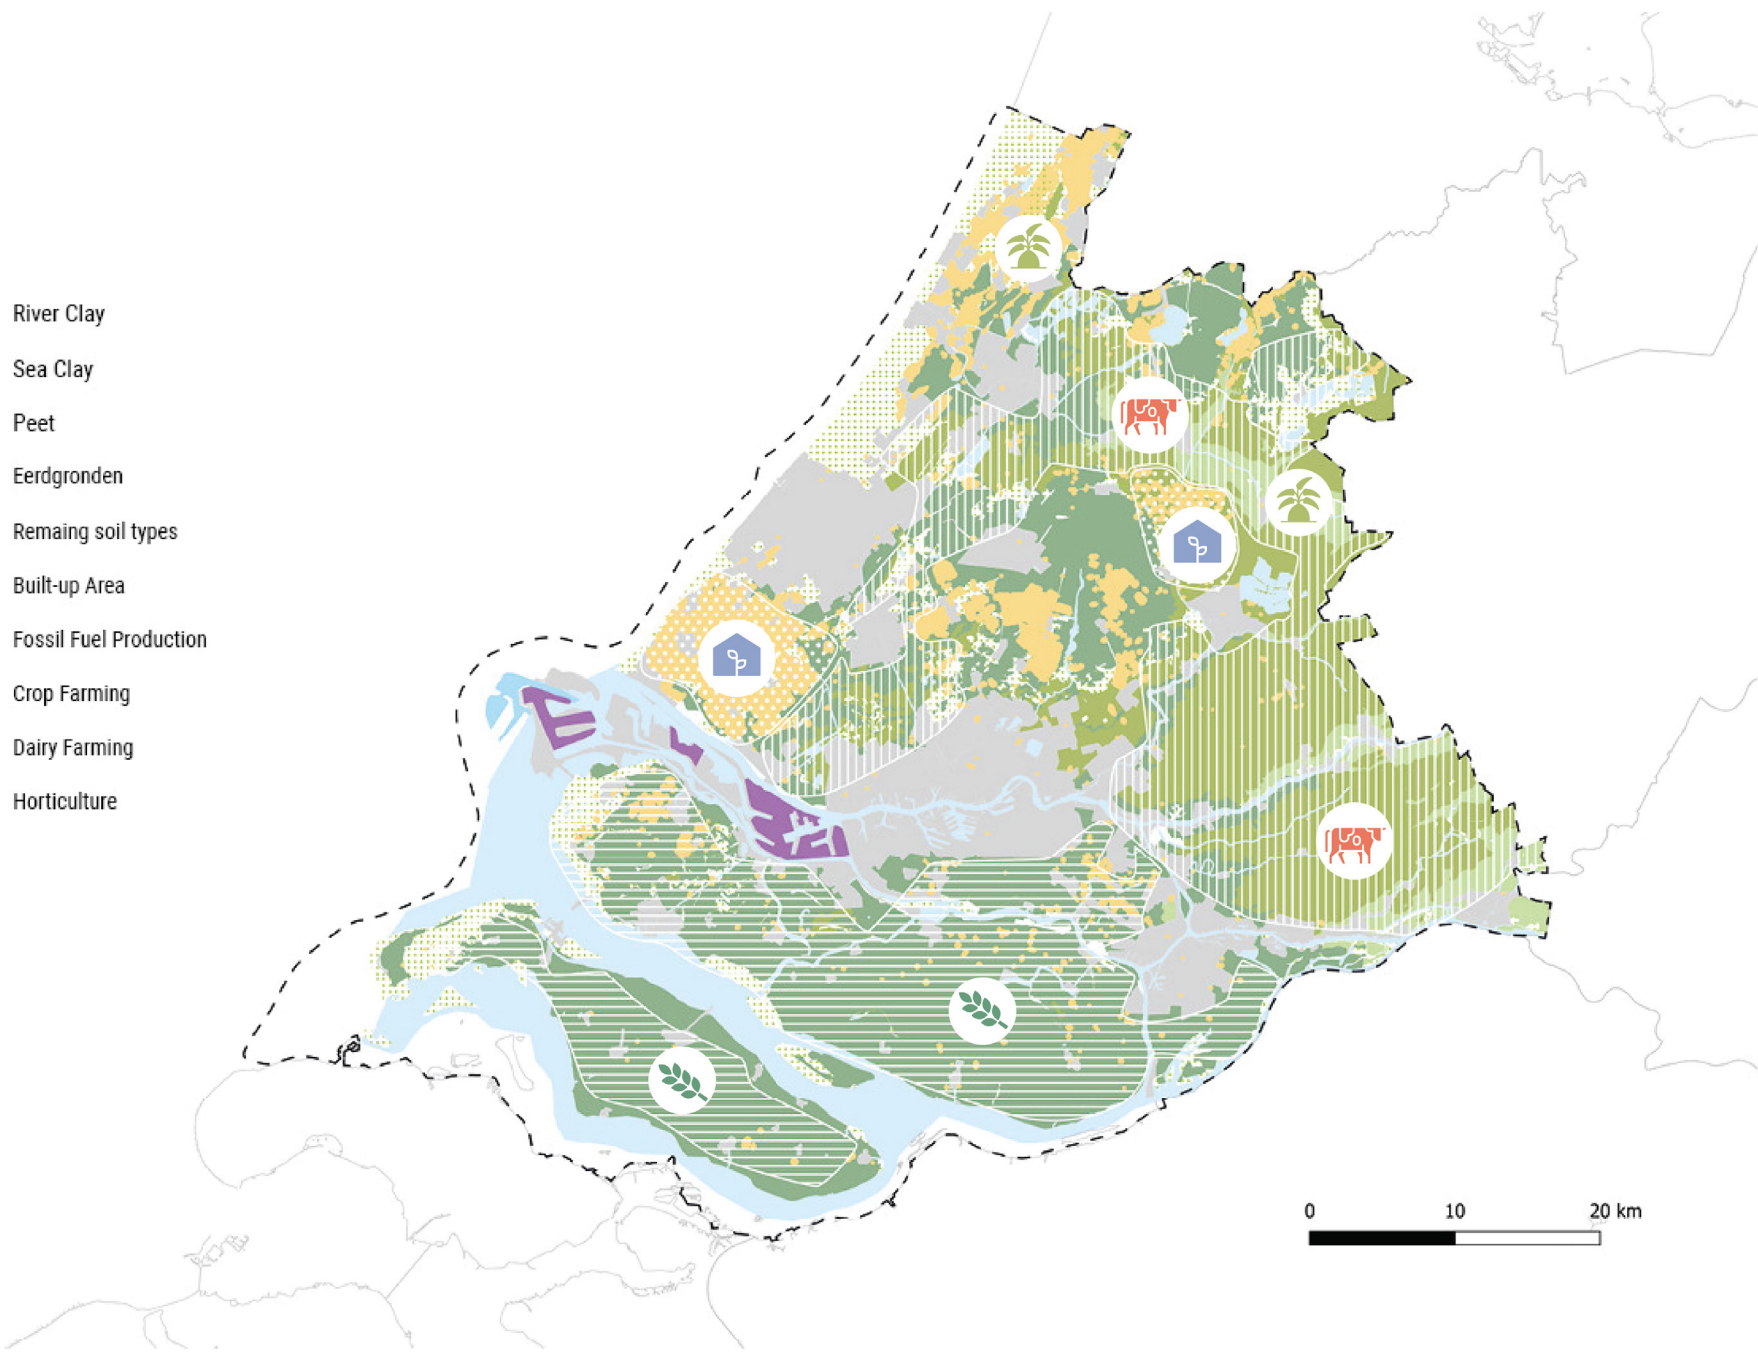 River Clay
Sea Clay
Peet
Eerdgronden
Remaing soil types
Built-up Area
Fossil Fuel Production
Crop Farming
Dairy Farming
Horticulture
0 10 20 km